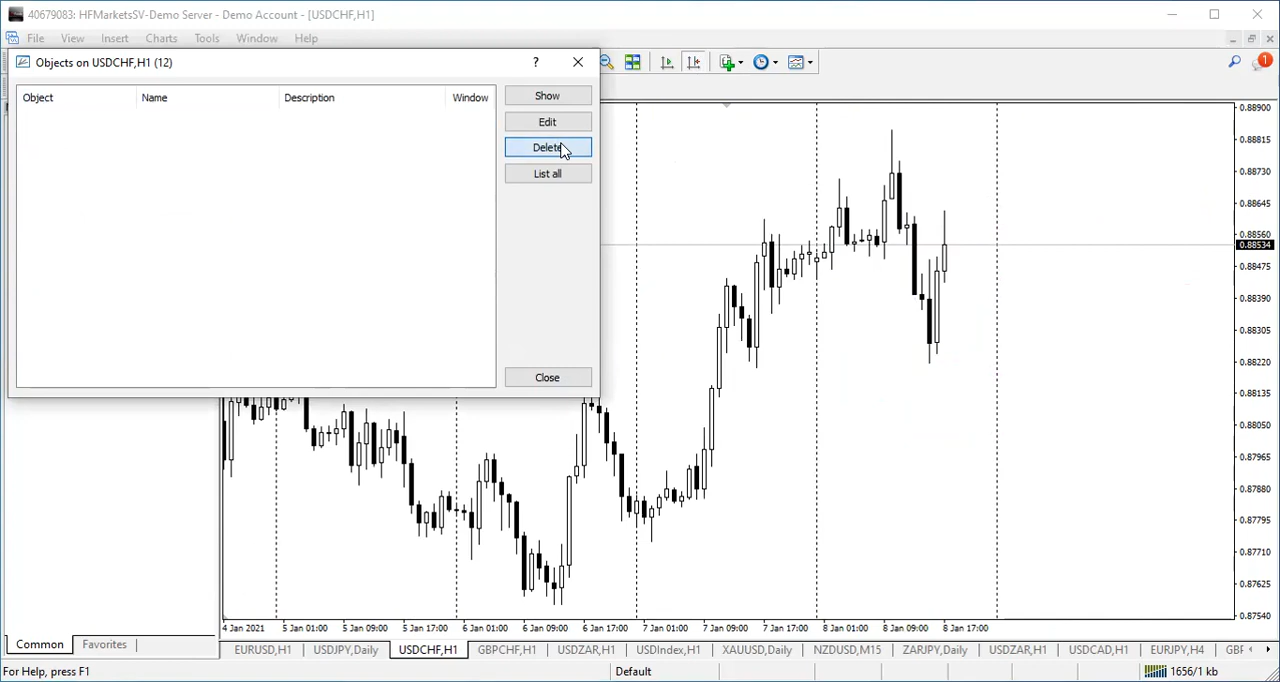 40679083: HFMarketsSV-Demo Server - Demo Account - [USDCHF,H1]
File View Insert Charts Tools Window Help
1
Objects on USDCHF,H1 (12)
?
Object Name Description Window
Show
Edit
Delete
List all
Close
0.88900
0.88815
0.88730
0.88645
0.88560
0.88534
0.88475
0.88390
0.88305
0.88220
0.88135
0.88050
0.87965
0.87880
0.87795
0.87710
0.87625
0.87540
4 Jan 2021 5 Jan 01:00 5 Jan 09:00 5 Jan 17:00 6 Jan 01:00 6 Jan 09:00 6 Jan 17:00 7 Jan 01:00 7 Jan 09:00 7 Jan 17:00 8 Jan 01:00 8 Jan 09:00 8 Jan 17:00
Common Favorites
EURUSD,H1 USDJPY,Daily USDCHF,H1 GBPCHF,H1 USDZAR,H1 USDIndex,H1 XAUUSD,Daily NZDUSD,M15 ZARJPY,Daily USDZAR,H1 USDCAD,H1 EURJPY,H4 GBF
For Help, press F1 Default 1656/1 kb